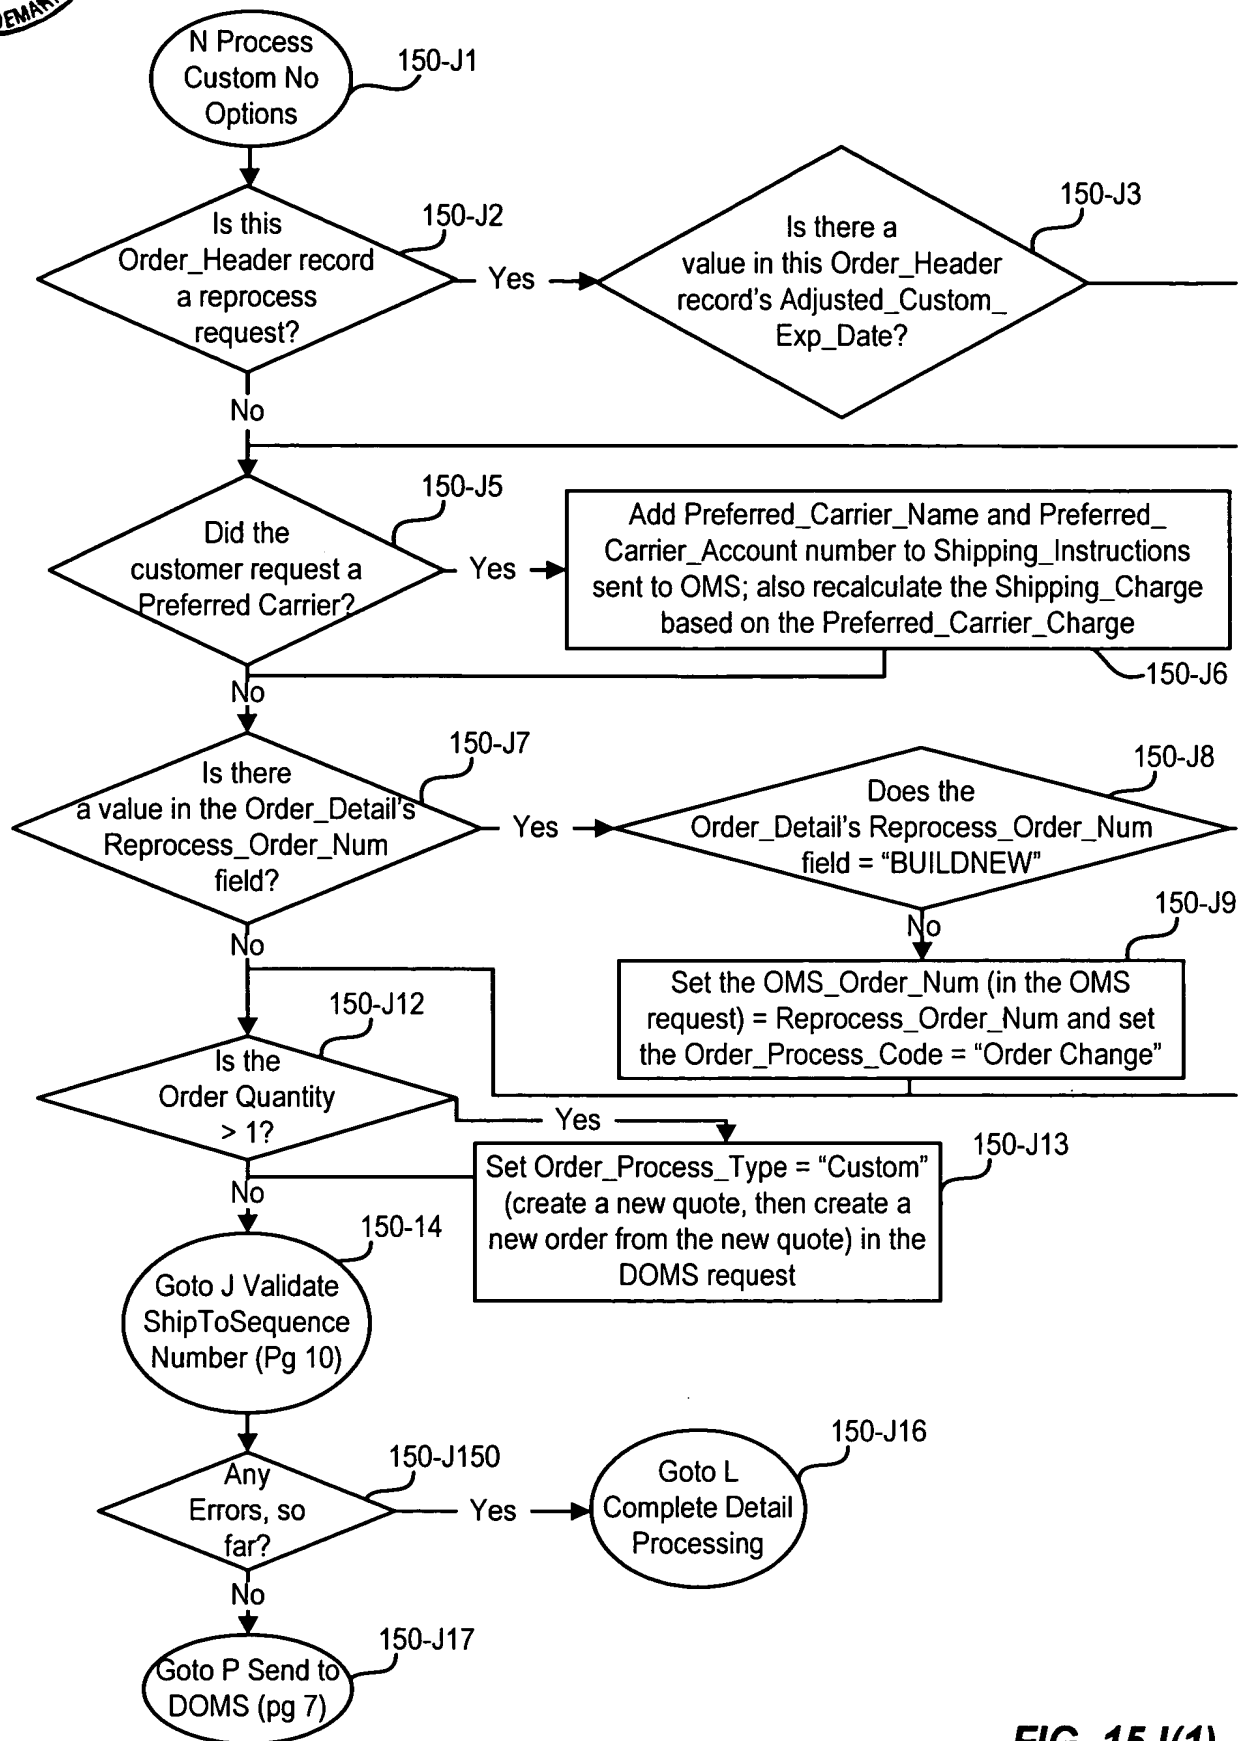 N Process
Custom No
Options
150-J1
Is this
Order_Header record
a reprocess
request?
150-J2
Yes
Is there a
value in this Order_Header
record's Adjusted_Custom_
Exp_Date?
150-J3
No
Did the
customer request a
Preferred Carrier?
150-J5
Yes
Add Preferred_Carrier_Name and Preferred_
Carrier_Account number to Shipping_Instructions
sent to OMS; also recalculate the Shipping_Charge
based on the Preferred_Carrier_Charge
150-J6
No
Is there
a value in the Order_Detail's
Reprocess_Order_Num
field?
150-J7
Yes
Does the
Order_Detail's Reprocess_Order_Num
field = “BUILDNEW”
150-J8
No
Set the OMS_Order_Num (in the OMS
request) = Reprocess_Order_Num and set
the Order_Process_Code = “Order Change”
150-J9
No
Is the
Order Quantity
> 1?
150-J12
Yes
Set Order_Process_Type = “Custom”
(create a new quote, then create a
new order from the new quote) in the
DOMS request
150-J13
No
Goto J Validate
ShipToSequence
Number (Pg 10)
150-14
Any
Errors, so
far?
150-J150
Yes
Goto L
Complete Detail
Processing
150-J16
No
Goto P Send to
DOMS (pg 7)
150-J17
FIG. 15J(1)